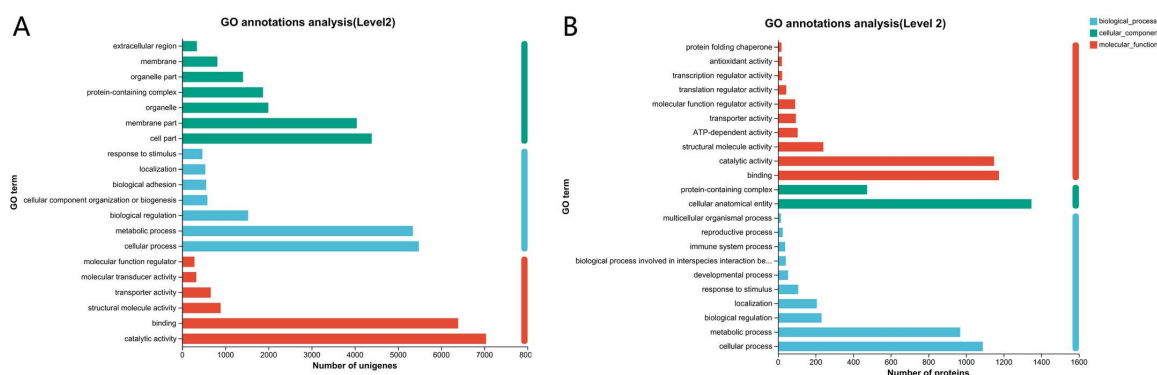 A
GO annotations analysis(Level2)
extracellular region
membrane
organelle part
protein-containing complex
organelle
membrane part
cell part
response to stimulus
localization
biological adhesion
cellular component organization or biogenesis
biological regulation
metabolic process
cellular process
molecular function regulator
molecular transducer activity
transporter activity
structural molecule activity
binding
catalytic activity
GO term
0 1000 2000 3000 4000 5000 6000 7000 800
Number of unigenes
B
GO annotations analysis(Level 2)
biological_process
cellular_component
molecular_function
protein folding chaperone
antioxidant activity
transcription regulator activity
translation regulator activity
molecular function regulator activity
transporter activity
ATP-dependent activity
structural molecule activity
catalytic activity
binding
protein-containing complex
cellular anatomical entity
multicellular organismal process
reproductive process
immune system process
biological process involved in interspecies interaction be...
developmental process
response to stimulus
localization
biological regulation
metabolic process
cellular process
GO term
0 200 400 600 800 1000 1200 1400 1600
Number of proteins